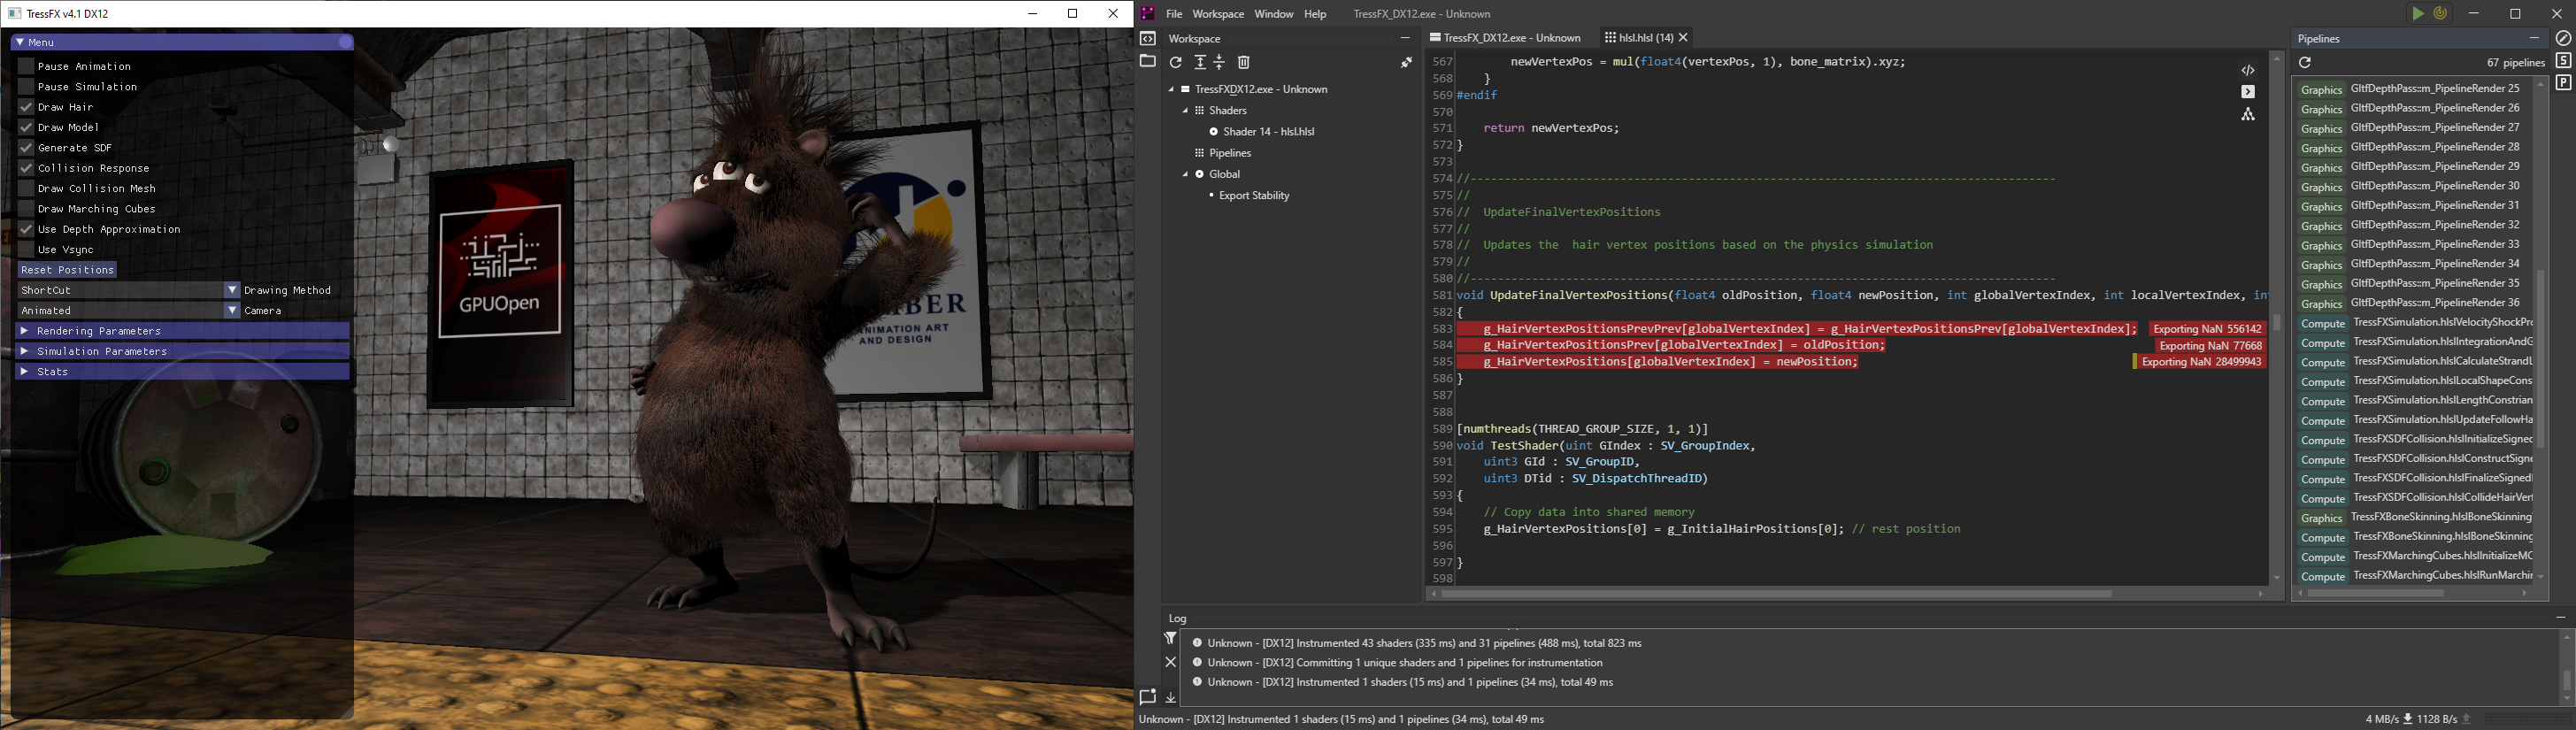 TressFX v4.1 DX12
Menu
Pause Animation
Pause Simulation
Draw Hair
Draw Model
Generate SDF
Collision Response
Draw Collision Mesh
Draw Marching Cubes
Use Depth Approximation
Use Vsync
Reset Positions
ShortCut Drawing Method
Animated Camera
Rendering Parameters
Simulation Parameters
Stats
GPUOpen
BER
ANIMATION ART
AND DESIGN
File Workspace Window Help TressFX_DX12.exe - Unknown
Workspace
TressFXDX12.exe - Unknown
Shaders
Shader 14 - hlsl.hlsl
Pipelines
Global
Export Stability
TressFX_DX12.exe - Unknown hlsl.hlsl (14)
567 newVertexPos = mul(float4(vertexPos, 1), bone_matrix).xyz;
568 }
569 #endif
570
571 return newVertexPos;
572 }
573
574 //--------------------------------------------------------------------------------------
575 //
576 // UpdateFinalVertexPositions
577 //
578 // Updates the  hair vertex positions based on the physics simulation
579 //
580 //--------------------------------------------------------------------------------------
581 void UpdateFinalVertexPositions(float4 oldPosition, float4 newPosition, int globalVertexIndex, int localVertexIndex, in
582 {
583 g_HairVertexPositionsPrevPrev[globalVertexIndex] = g_HairVertexPositionsPrev[globalVertexIndex]; Exporting NaN 556142
584 g_HairVertexPositionsPrev[globalVertexIndex] = oldPosition; Exporting NaN 77668
585 g_HairVertexPositions[globalVertexIndex] = newPosition; Exporting NaN 28499943
586 }
587
588
589 [numthreads(THREAD_GROUP_SIZE, 1, 1)]
590 void TestShader(uint GIndex : SV_GroupIndex,
591 uint3 GId : SV_GroupID,
592 uint3 DTid : SV_DispatchThreadID)
593 {
594 // Copy data into shared memory
595 g_HairVertexPositions[0] = g_InitialHairPositions[0]; // rest position
596
597 }
598
Pipelines
67 pipelines
Graphics GltfDepthPass::m_PipelineRender 25
Graphics GltfDepthPass::m_PipelineRender 26
Graphics GltfDepthPass::m_PipelineRender 27
Graphics GltfDepthPass::m_PipelineRender 28
Graphics GltfDepthPass::m_PipelineRender 29
Graphics GltfDepthPass::m_PipelineRender 30
Graphics GltfDepthPass::m_PipelineRender 31
Graphics GltfDepthPass::m_PipelineRender 32
Graphics GltfDepthPass::m_PipelineRender 33
Graphics GltfDepthPass::m_PipelineRender 34
Graphics GltfDepthPass::m_PipelineRender 35
Graphics GltfDepthPass::m_PipelineRender 36
Compute TressFXSimulation.hlslVelocityShockPro
Compute TressFXSimulation.hlslIntegrationAndG
Compute TressFXSimulation.hlslCalculateStrandL
Compute TressFXSimulation.hlslLocalShapeCons
Compute TressFXSimulation.hlslLengthConstrian
Compute TressFXSimulation.hlslUpdateFollowHa
Compute TressFXSDFCollision.hlslInitializeSigned
Compute TressFXSDFCollision.hlslConstructSigne
Compute TressFXSDFCollision.hlslFinalizeSignedl
Compute TressFXSDFCollision.hlslCollideHairVert
Graphics TressFXBoneSkinning.hlslBoneSkinning
Compute TressFXBoneSkinning.hlslBoneSkinning
Compute TressFXMarchingCubes.hlslInitializeMC
Compute TressFXMarchingCubes.hlslRunMarchin
S
P
Log
Unknown - [DX12] Instrumented 43 shaders (335 ms) and 31 pipelines (488 ms), total 823 ms
Unknown - [DX12] Committing 1 unique shaders and 1 pipelines for instrumentation
Unknown - [DX12] Instrumented 1 shaders (15 ms) and 1 pipelines (34 ms), total 49 ms
Unknown - [DX12] Instrumented 1 shaders (15 ms) and 1 pipelines (34 ms), total 49 ms
4 MB/s 1128 B/s